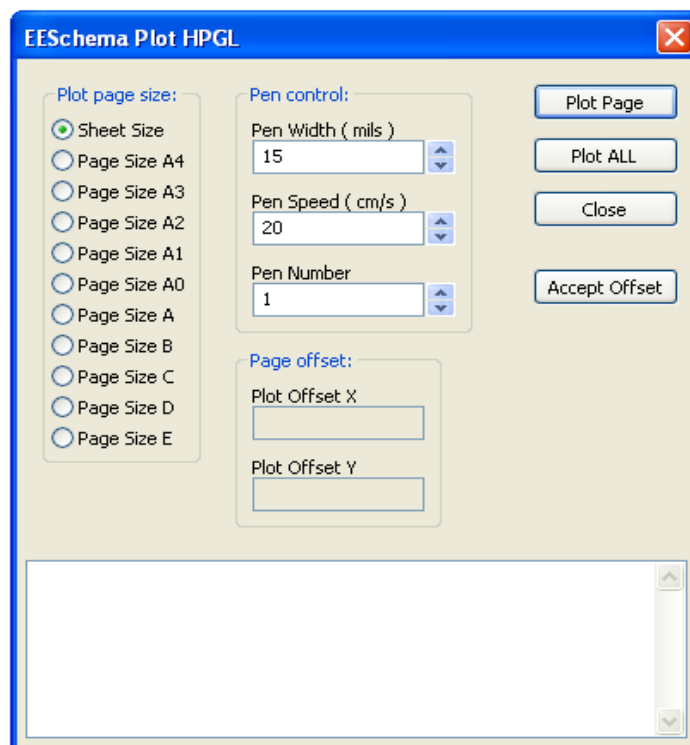 EESchema Plot HPGL
Plot page size:
Sheet Size
Page Size A4
Page Size A3
Page Size A2
Page Size A1
Page Size A0
Page Size A
Page Size B
Page Size C
Page Size D
Page Size E
Pen control:
Pen Width ( mils )
15
Pen Speed ( cm/s )
20
Pen Number
1
Page offset:
Plot Offset X
Plot Offset Y
Plot Page
Plot ALL
Close
Accept Offset